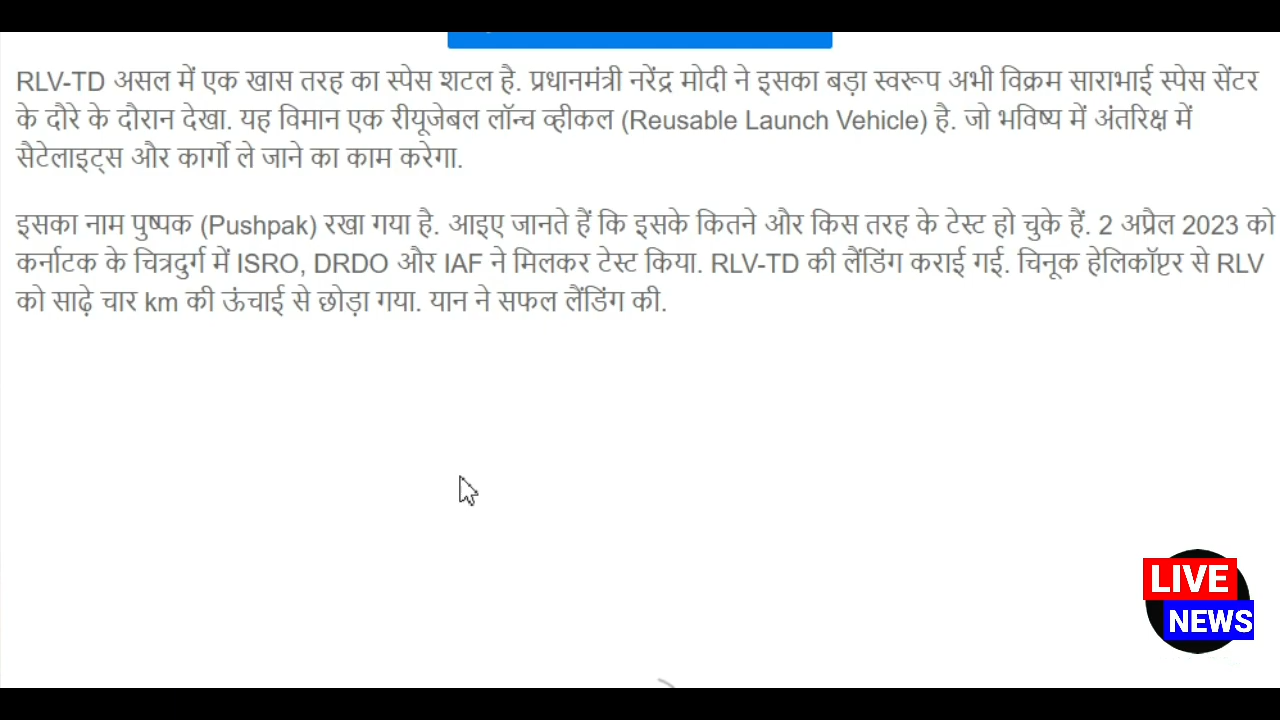 RLV-TD असल में एक खास तरह का स्पेस शटल है. प्रधानमंत्री नरेंद्र मोदी ने इसका बड़ा स्वरूप अभी विक्रम साराभाई स्पेस सेंटर
के दौरे के दौरान देखा. यह विमान एक रीयूजेबल लॉन्च व्हीकल (Reusable Launch Vehicle) है. जो भविष्य में अंतरिक्ष में
सैटेलाइट्स और कार्गो ले जाने का काम करेगा.
इसका नाम पुष्पक (Pushpak) रखा गया है. आइए जानते हैं कि इसके कितने और किस तरह के टेस्ट हो चुके हैं. 2 अप्रैल 2023 को
कर्नाटक के चित्रदुर्ग में ISRO, DRDO और IAF ने मिलकर टेस्ट किया. RLV-TD की लैंडिंग कराई गई. चिनूक हेलिकॉप्टर से RLV
को साढ़े चार km की ऊंचाई से छोड़ा गया. यान ने सफल लैंडिंग की.
LIVE
NEWS